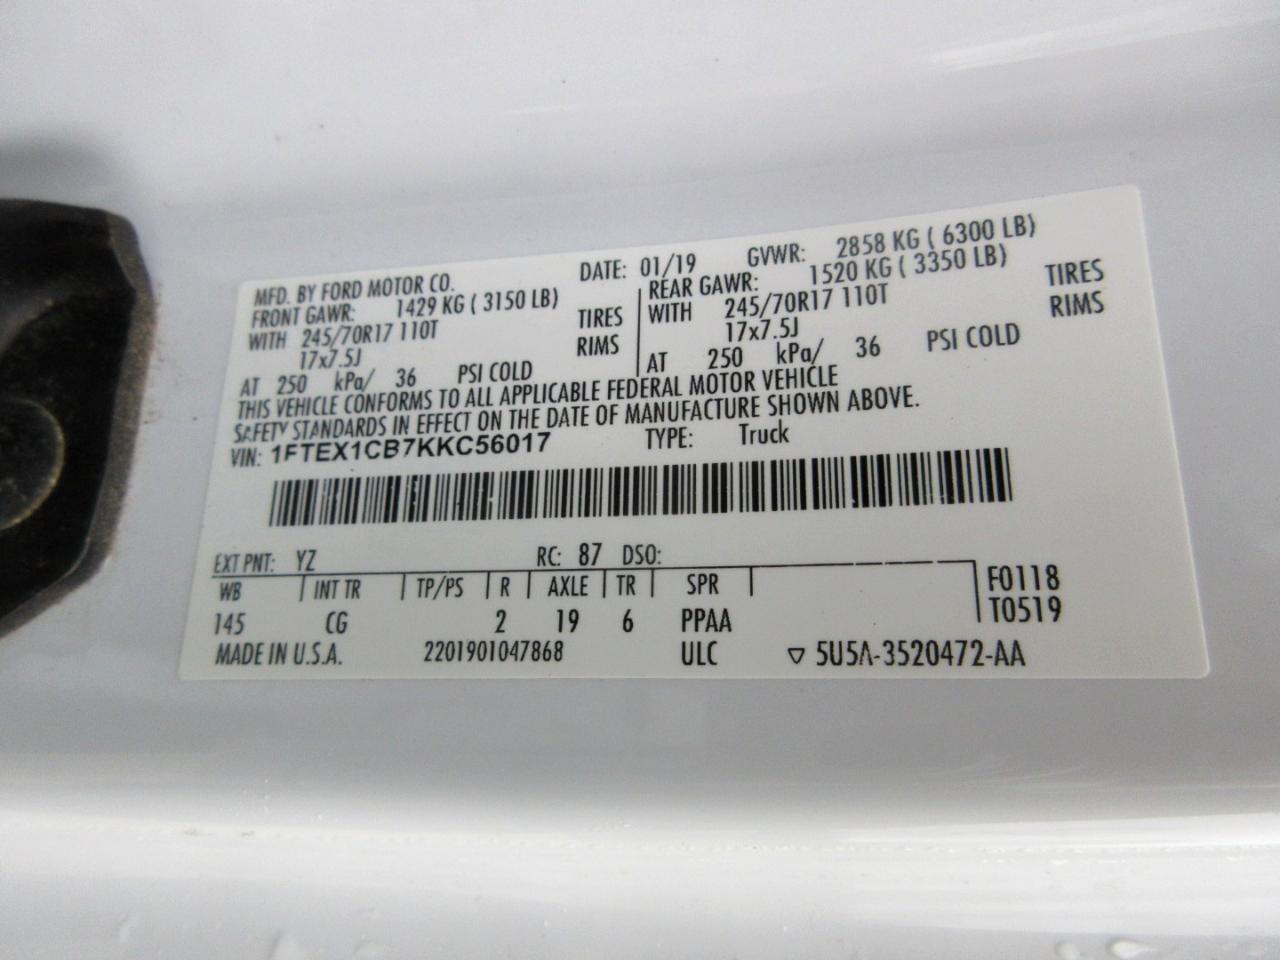 MFD. BY FORD MOTOR CO. DATE: 01/19 GVWR: 2858 KG ( 6300 LB)
FRONT GAWR: 1429 KG ( 3150 LB) REAR GAWR: 1520 KG ( 3350 LB)
WITH 245/70R17 110T TIRES WITH 245/70R17 110T TIRES
17x7.5J RIMS 17x7.5J RIMS
AT 250 kPa/ 36 PSI COLD AT 250 kPa/ 36 PSI COLD
THIS VEHICLE CONFORMS TO ALL APPLICABLE FEDERAL MOTOR VEHICLE
SAFETY STANDARDS IN EFFECT ON THE DATE OF MANUFACTURE SHOWN ABOVE.
VIN: 1FTEX1CB7KKC56017 TYPE: Truck
EXT PNT: YZ RC: 87 DSO:
WB INT TR TP/PS R AXLE TR SPR F0118
145 CG 2 19 6 PPAA T0519
MADE IN U.S.A. 2201901047868 ULC ▽ 5U5A-3520472-AA